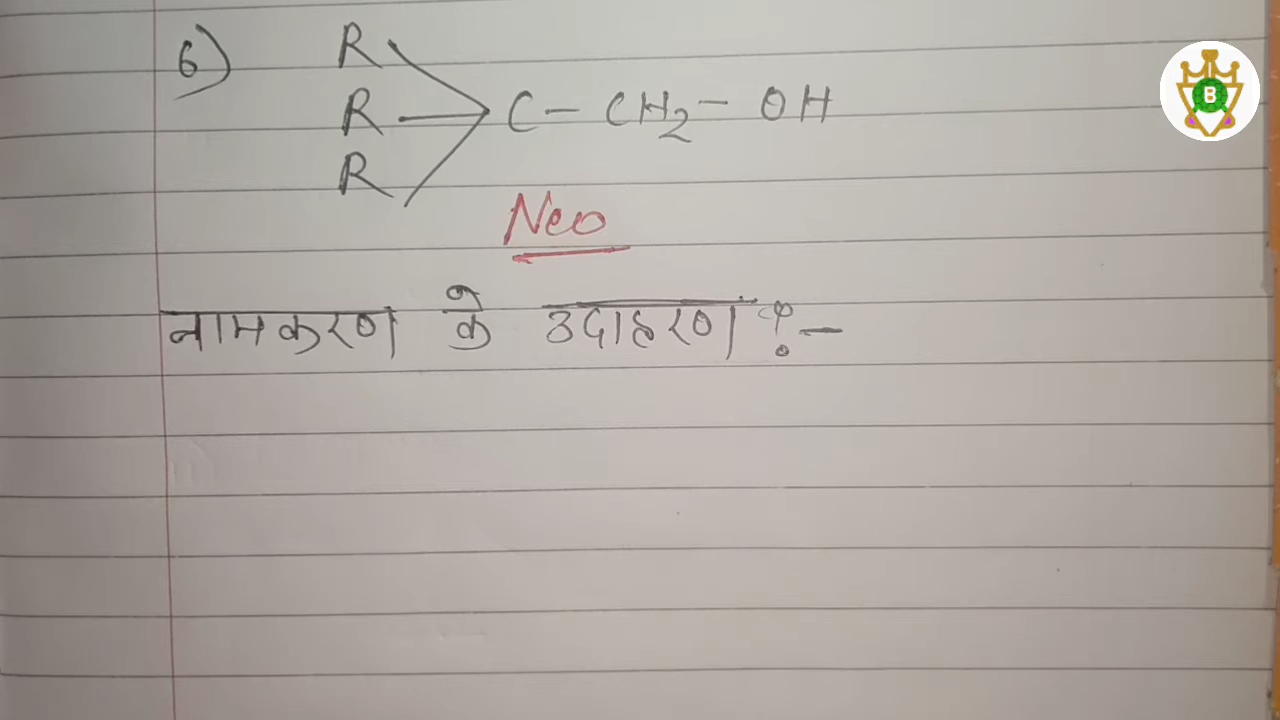 6)
R
R — C – CH2 – OH
R
Neo
नामकरण के उदाहरण ? –
B